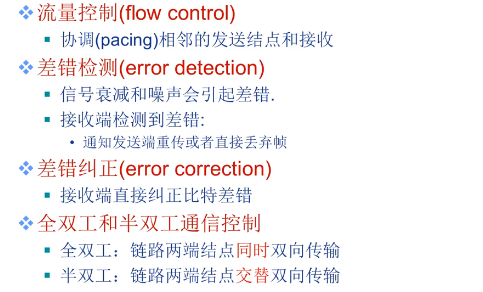 流量控制(flow control)
协调(pacing)相邻的发送结点和接收
差错检测(error detection)
信号衰减和噪声会引起差错.
接收端检测到差错:
通知发送端重传或者直接丢弃帧
差错纠正(error correction)
接收端直接纠正比特差错
全双工和半双工通信控制
全双工：链路两端结点同时双向传输
半双工：链路两端结点交替双向传输